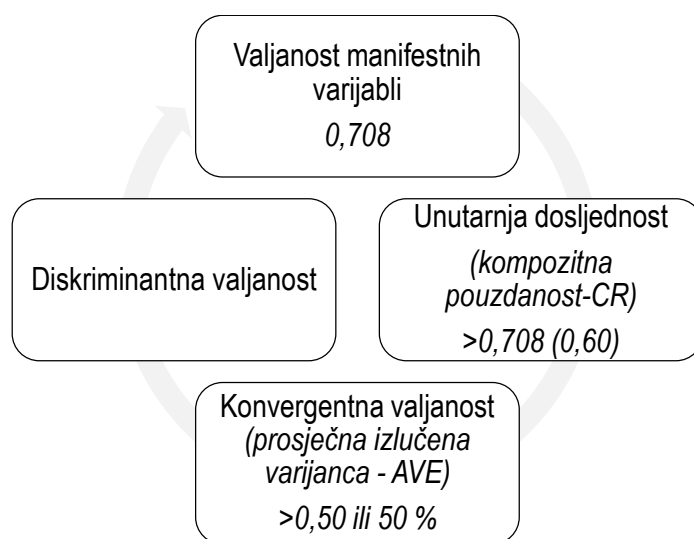 Valjanost manifestnih
varijabli
0,708
Unutarnja dosljednost
(kompozitna
pouzdanost-CR)
>0,708 (0,60)
Konvergentna valjanost
(prosječna izlučena
varijanca - AVE)
>0,50 ili 50 %
Diskriminantna valjanost